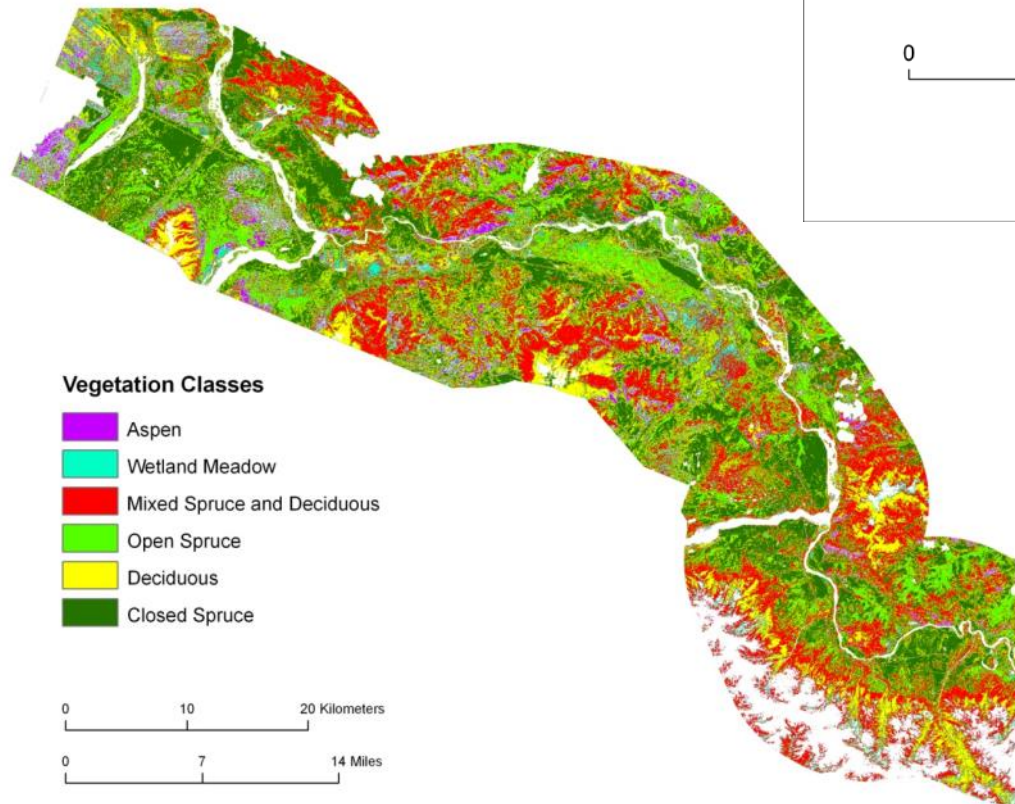 0
Vegetation Classes
Aspen
Wetland Meadow
Mixed Spruce and Deciduous
Open Spruce
Deciduous
Closed Spruce
0 10 20 Kilometers
0 7 14 Miles